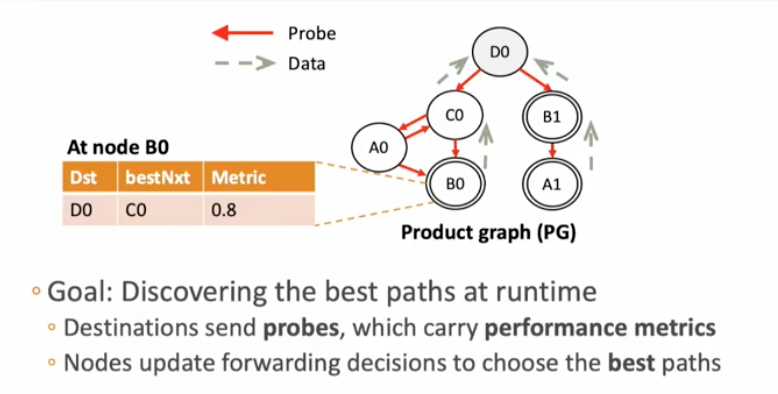 Probe
Data
D0
C0
B1
A0
B0
A1
At node B0
Dst bestNxt Metric
D0 C0 0.8
Product graph (PG)
Goal: Discovering the best paths at runtime
Destinations send probes, which carry performance metrics
Nodes update forwarding decisions to choose the best paths